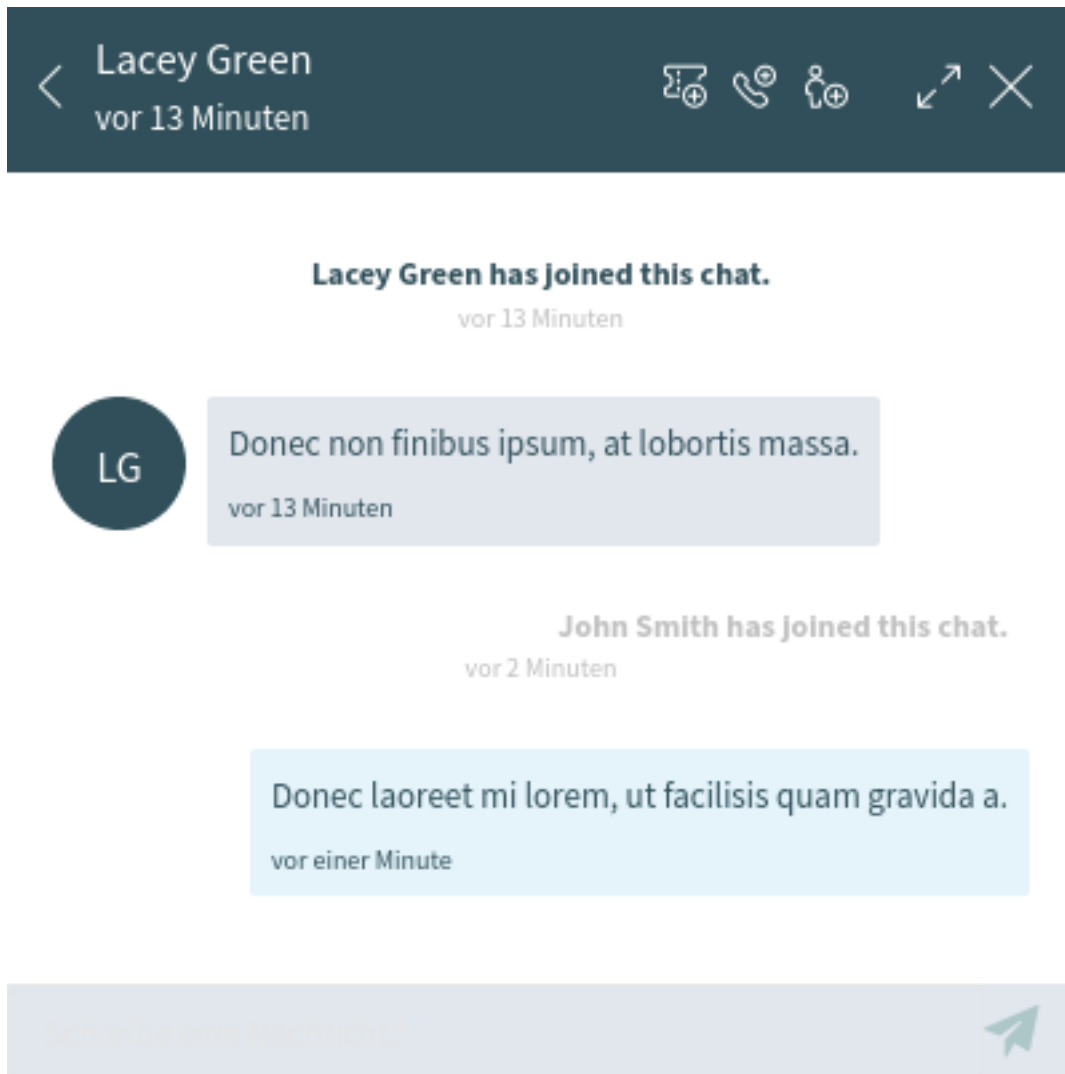 Lacey Green
vor 13 Minuten
Lacey Green has joined this chat.
vor 13 Minuten
LG
Donec non finibus ipsum, at lobortis massa.
vor 13 Minuten
John Smith has joined this chat.
vor 2 Minuten
Donec laoreet mi lorem, ut facilisis quam gravida a.
vor einer Minute